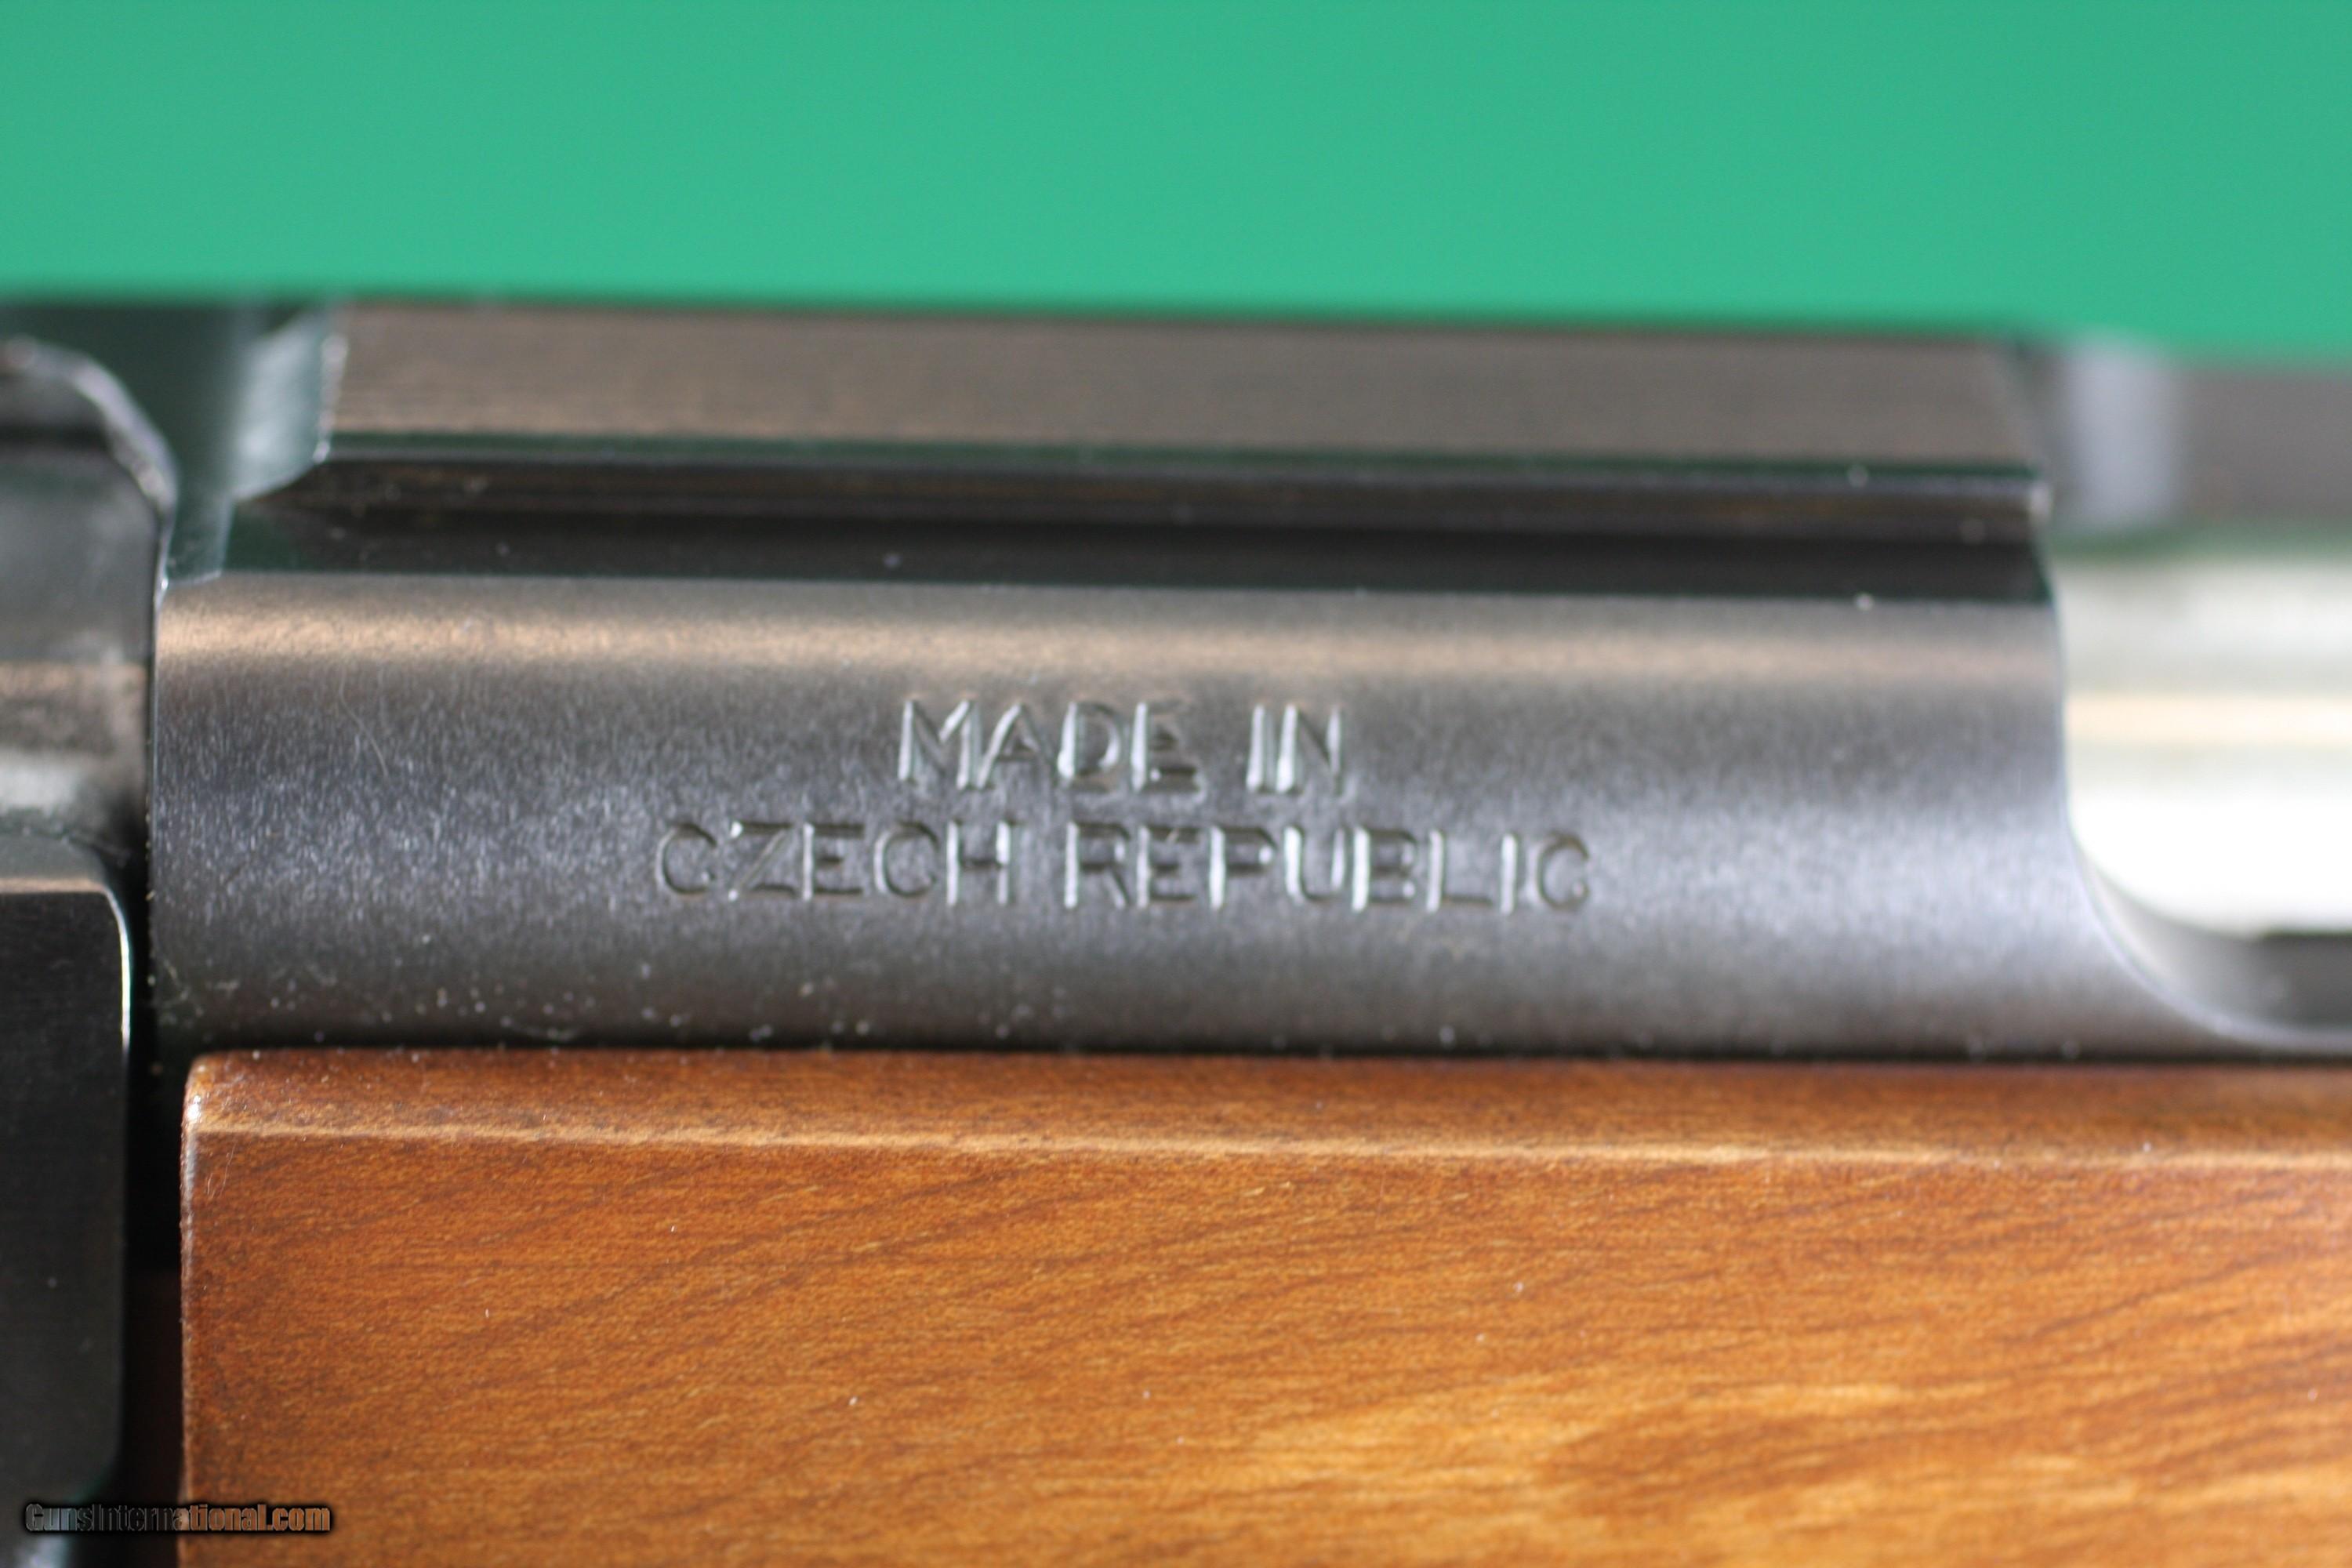 MADE IN
CZECH REPUBLIC
GunsInternational.com